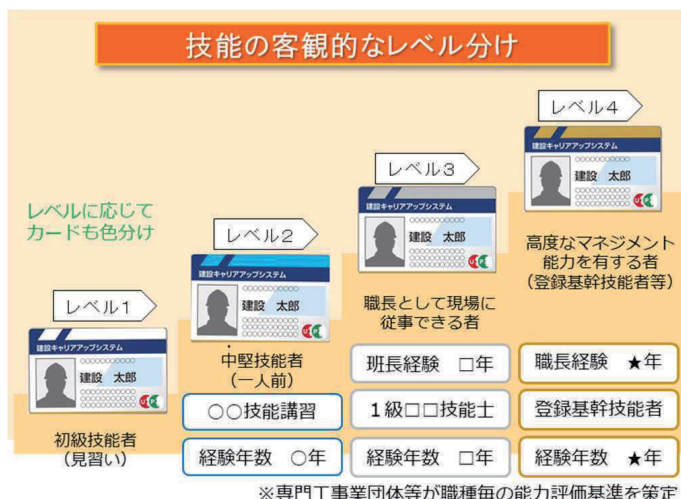 技能の客観的なレベル分け
レベル4
建設キャリアアップシステム
建設 太郎
レベル3
建設キャリアアップシステム
建設 太郎
レベルに応じて
カードも色分け
レベル2
建設キャリアアップシステム
建設 太郎
高度なマネジメント
能力を有する者
(登録基幹技能者等)
レベル1
建設キャリアアップシステム
建設 太郎
職長として現場に
従事できる者
中堅技能者
(一人前)
班長経験 □年
職長経験 ★年
○○技能講習
1級□□技能士
登録基幹技能者
初級技能者
(見習い)
経験年数 ○年
経験年数 □年
経験年数 ★年
※専門工事業団体等が職種毎の能力評価基準を策定